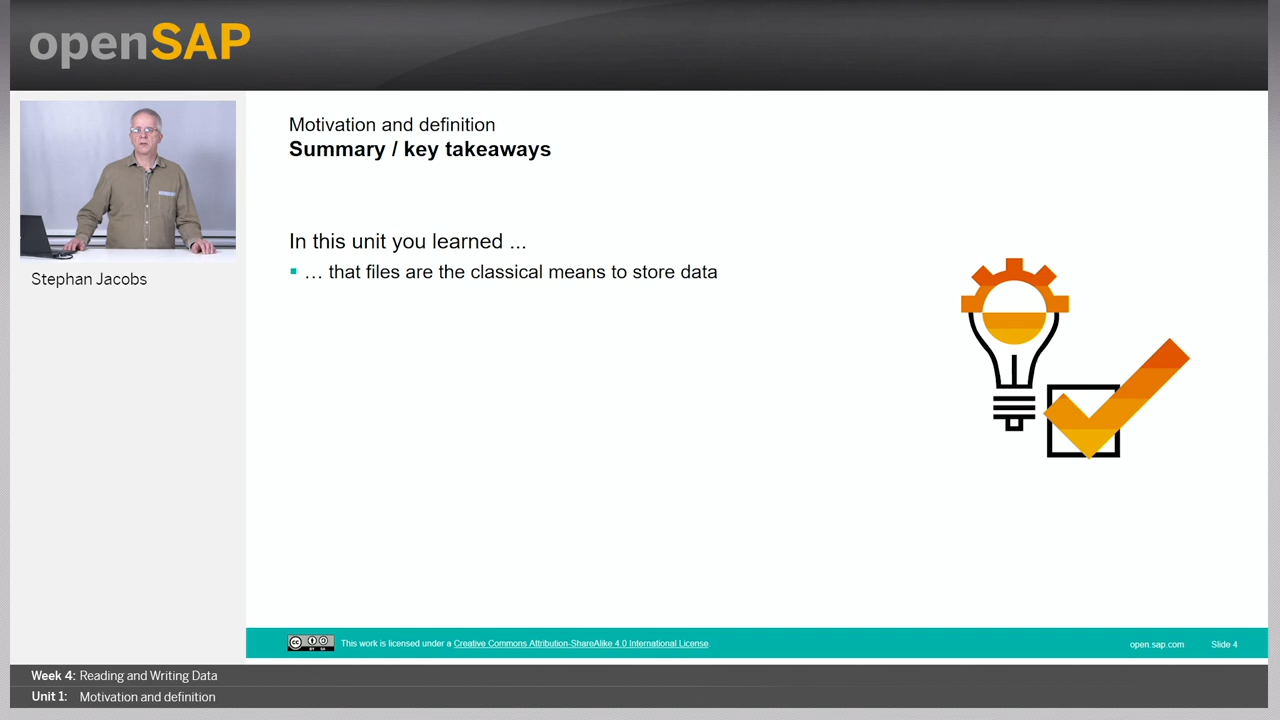 openSAP
Motivation and definition
Summary / key takeaways
Stephan Jacobs
In this unit you learned ...
… that files are the classical means to store data
This work is licensed under a Creative Commons Attribution-ShareAlike 4.0 International License.
open.sap.com Slide 4
Week 4: Reading and Writing Data
Unit 1: Motivation and definition